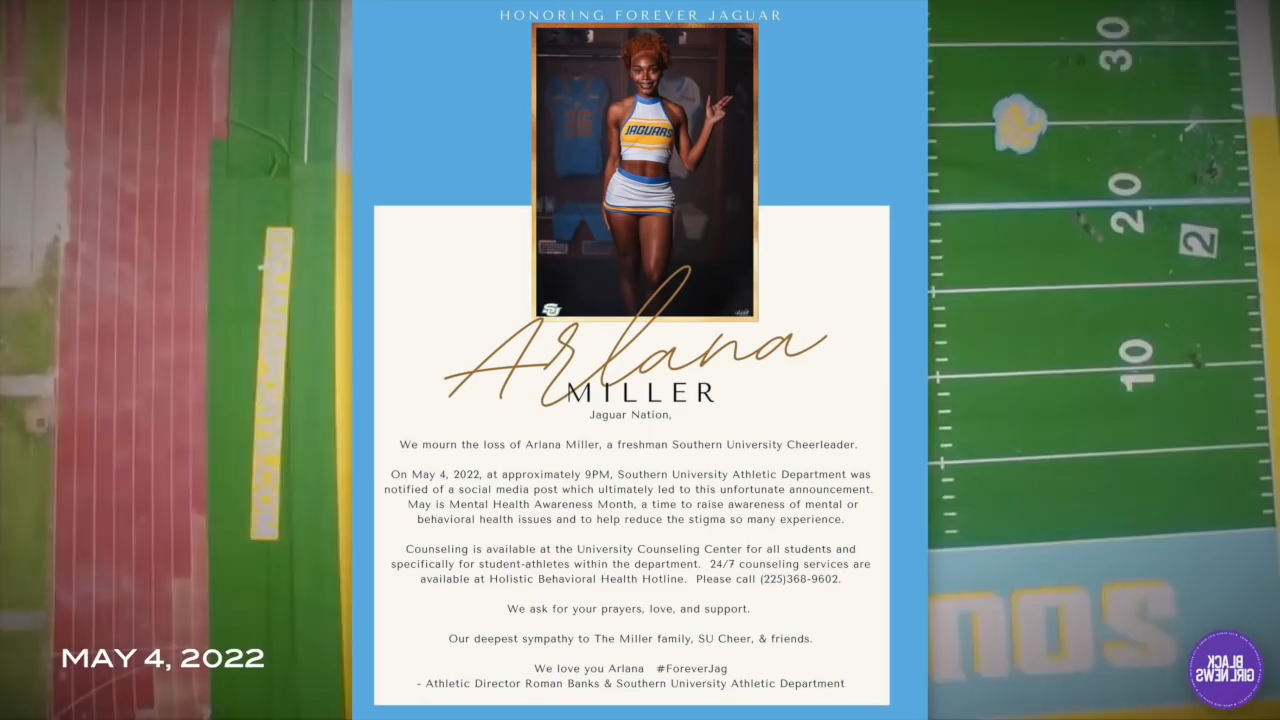 HONORING FOREVER JAGUAR
JAGUARS
Arlana
MILLER
Jaguar Nation,
We mourn the loss of Arlana Miller, a freshman Southern University Cheerleader.
On May 4, 2022, at approximately 9PM, Southern University Athletic Department was
notified of a social media post which ultimately led to this unfortunate announcement.
May is Mental Health Awareness Month, a time to raise awareness of mental or
behavioral health issues and to help reduce the stigma so many experience.
Counseling is available at the University Counseling Center for all students and
specifically for student-athletes within the department. 24/7 counseling services are
available at Holistic Behavioral Health Hotline. Please call (225)368-9602.
We ask for your prayers, love, and support.
Our deepest sympathy to The Miller family, SU Cheer, & friends.
We love you Arlana #ForeverJag
- Athletic Director Roman Banks & Southern University Athletic Department
MAY 4, 2022
30
20
2
10
SOU
BLACK
GIRL NEWS